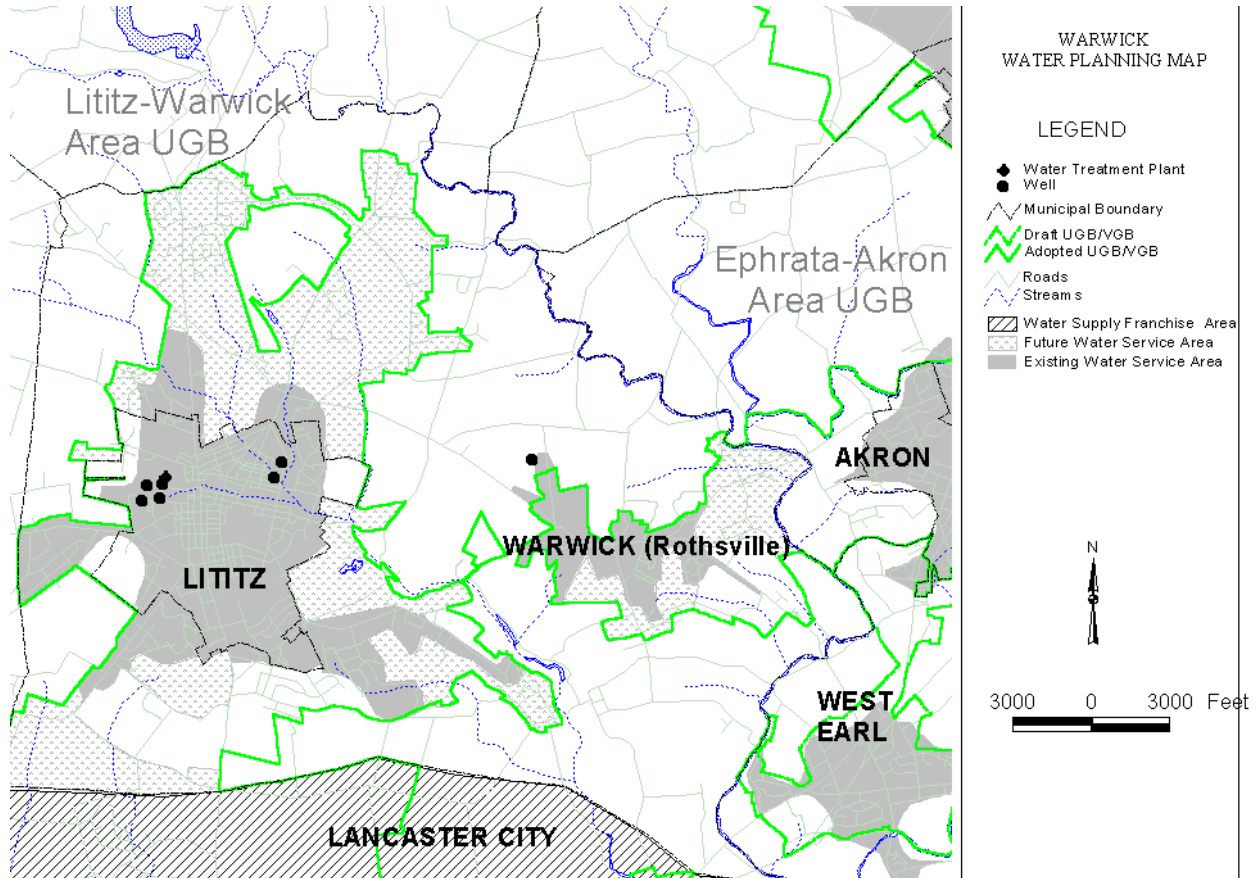 Lititz-Warwick
Area UGB
Ephrata-Akron
Area UGB
AKRON
WARWICK (Rothsville)
LITITZ
WEST
EARL
LANCASTER CITY
WARWICK
WATER PLANNING MAP
LEGEND
Water Treatment Plant
Well
Municipal Boundary
Draft UGB/VGB
Adopted UGB/VGB
Roads
Streams
Water Supply Franchise Area
Future Water Service Area
Existing Water Service Area
N
3000 0 3000 Feet